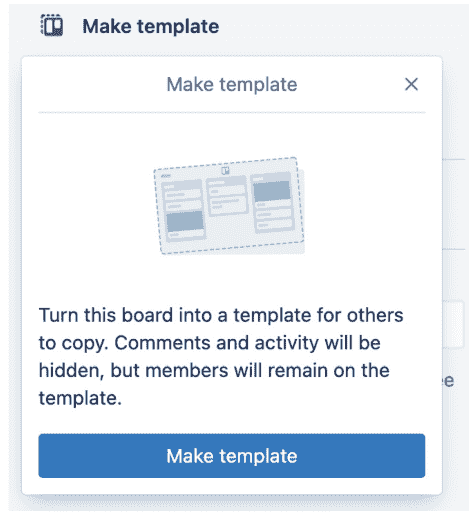 Make template
Make template
Turn this board into a template for others
to copy. Comments and activity will be
hidden, but members will remain on the
template.
Make template